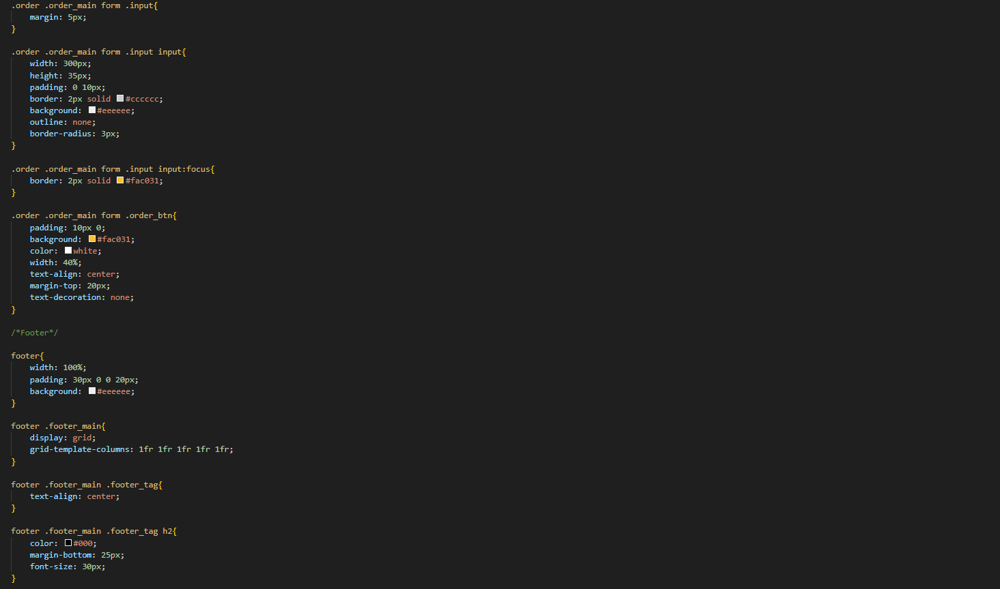 .order .order_main form .input{
    margin: 5px;
}

.order .order_main form .input input{
    width: 300px;
    height: 35px;
    padding: 0 10px;
    border: 2px solid #cccccc;
    background: #eeeeee;
    outline: none;
    border-radius: 3px;
}

.order .order_main form .input input:focus{
    border: 2px solid #fac031;
}

.order .order_main form .order_btn{
    padding: 10px 0;
    background: #fac031;
    color: white;
    width: 40%;
    text-align: center;
    margin-top: 20px;
    text-decoration: none;
}

/*Footer*/

footer{
    width: 100%;
    padding: 30px 0 0 20px;
    background: #eeeeee;
}

footer .footer_main{
    display: grid;
    grid-template-columns: 1fr 1fr 1fr 1fr 1fr;
}

footer .footer_main .footer_tag{
    text-align: center;
}

footer .footer_main .footer_tag h2{
    color: #000;
    margin-bottom: 25px;
    font-size: 30px;
}